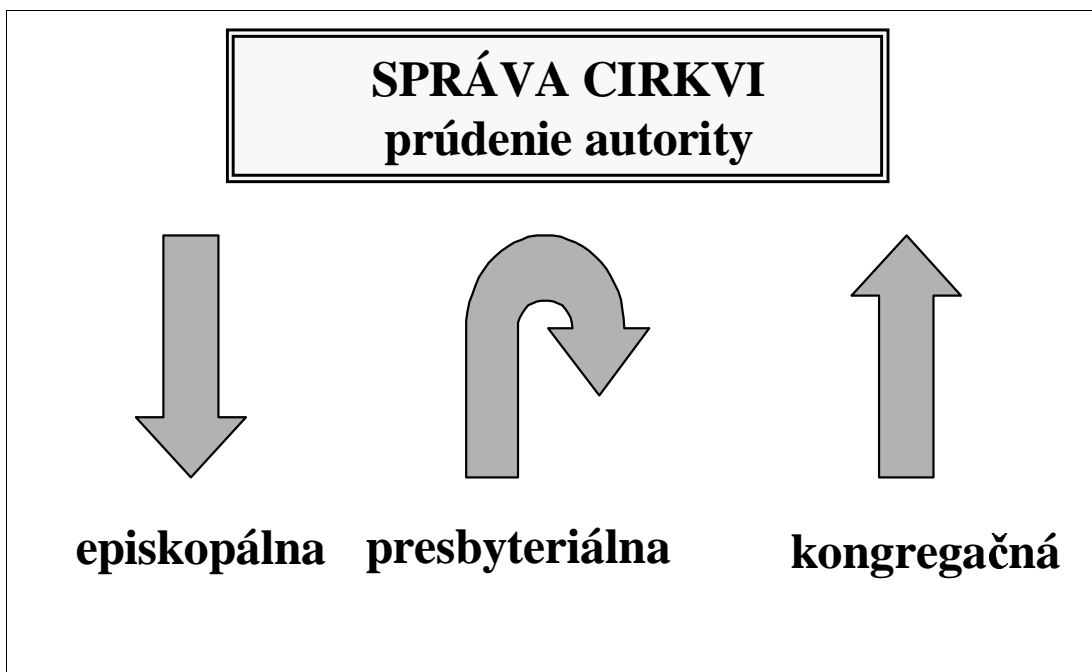 SPRÁVA CIRKVI
prúdenie autority
episkopálna
presbyteriálna
kongregačná